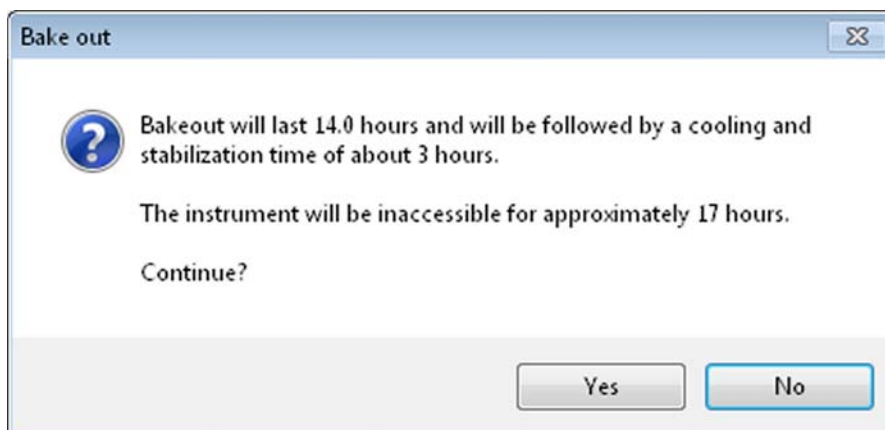 Bake out
Bakeout will last 14.0 hours and will be followed by a cooling and
stabilization time of about 3 hours.
The instrument will be inaccessible for approximately 17 hours.
Continue?
Yes
No